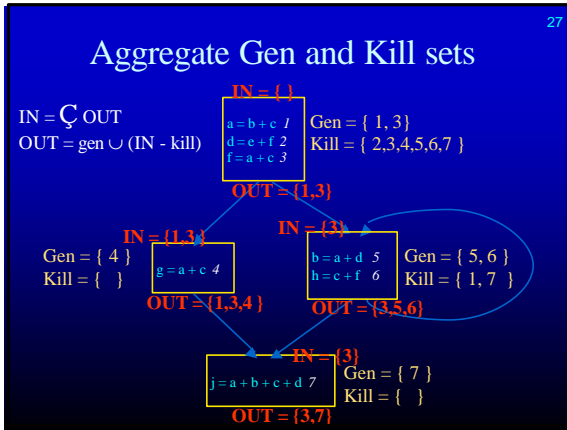 27
Aggregate Gen and Kill sets
IN = { }
IN = Ç OUT
OUT = gen ∪ (IN - kill)
a = b + c 1
d = e + f 2
f = a + c 3
Gen = { 1, 3}
Kill = { 2,3,4,5,6,7 }
OUT = {1,3}
IN = {1,3}
IN = {3}
Gen = { 4 }
Kill = { }
g = a + c 4
b = a + d 5
h = c + f 6
Gen = { 5, 6 }
Kill = { 1, 7 }
OUT = {1,3,4 }
OUT = {3,5,6}
IN = {3}
j = a + b + c + d 7
Gen = { 7 }
Kill = { }
OUT = {3,7}